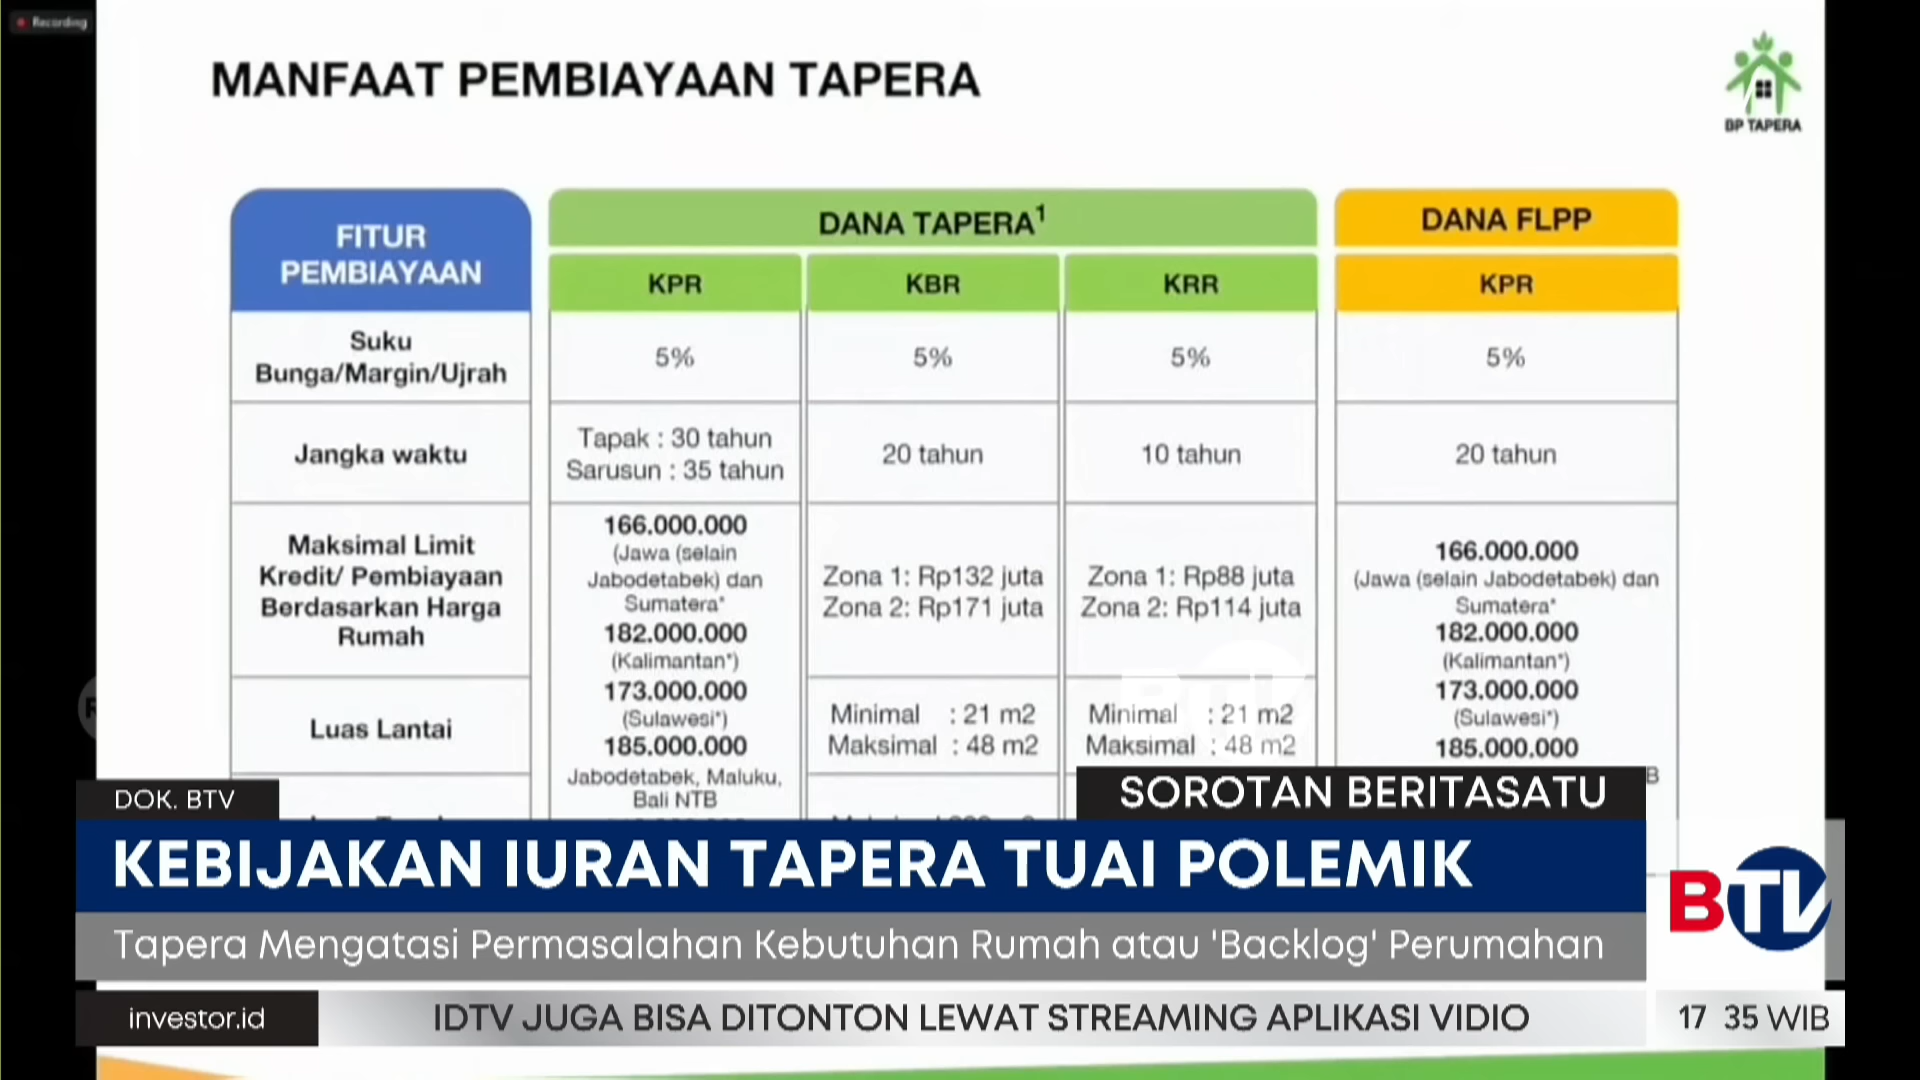 Recording
MANFAAT PEMBIAYAAN TAPERA
BP TAPERA
FITUR
PEMBIAYAAN
DANA TAPERA¹
DANA FLPP
KPR
KBR
KRR
KPR
Suku
Bunga/Margin/Ujrah
5%
5%
5%
5%
Jangka waktu
Tapak : 30 tahun
Sarusun : 35 tahun
20 tahun
10 tahun
20 tahun
Maksimal Limit
Kredit/ Pembiayaan
Berdasarkan Harga
Rumah
166.000.000
(Jawa (selain
Jabodetabek) dan
Sumatera*
182.000.000
(Kalimantan*)
173.000.000
(Sulawesi*)
185.000.000
Jabodetabek, Maluku,
Bali NTB
Zona 1: Rp132 juta
Zona 2: Rp171 juta
Zona 1: Rp88 juta
Zona 2: Rp114 juta
166.000.000
(Jawa (selain Jabodetabek) dan
Sumatera*
182.000.000
(Kalimantan*)
173.000.000
(Sulawesi*)
185.000.000
Luas Lantai
Minimal : 21 m2
Maksimal : 48 m2
Minimal : 21 m2
Maksimal : 48 m2
DOK. BTV
SOROTAN BERITASATU
KEBIJAKAN IURAN TAPERA TUAI POLEMIK
BTV
Tapera Mengatasi Permasalahan Kebutuhan Rumah atau 'Backlog' Perumahan
investor.id
IDTV JUGA BISA DITONTON LEWAT STREAMING APLIKASI VIDIO
17 35 WIB